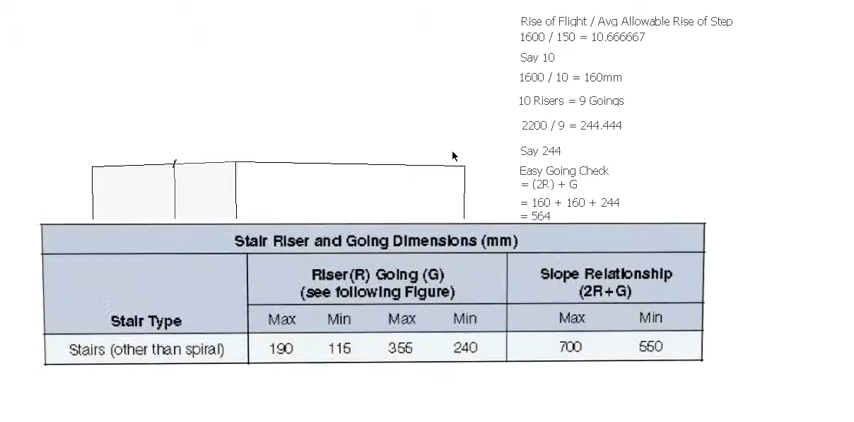 Rise of Flight / Avg Allowable Rise of Step
1600 / 150 = 10.666667
Say 10
1600 / 10 = 160mm
10 Risers = 9 Goings
2200 / 9 = 244.444
Say 244
Easy Going Check
= (2R) + G
= 160 + 160 + 244
= 564
Stair Riser and Going Dimensions (mm)
Stair Type
Riser(R) Going (G)
(see following Figure)
Slope Relationship
(2R+G)
Max Min Max Min Max Min
Stairs (other than spiral) 190 115 355 240 700 550